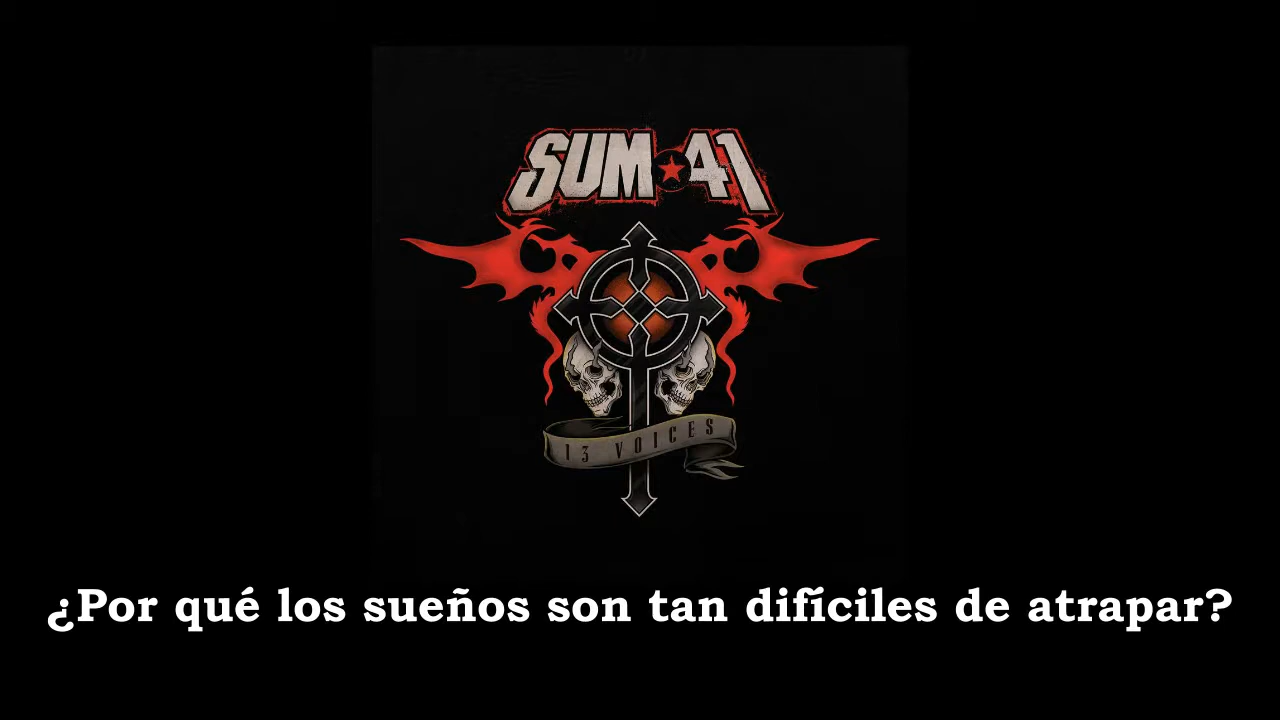 SUM 41
13 VOICES
¿Por qué los sueños son tan difíciles de atrapar?